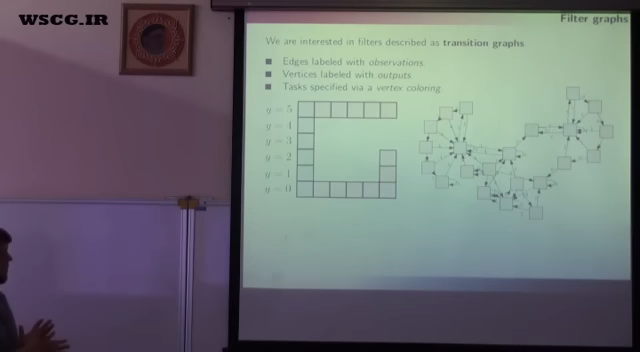 WSCG.IR
Filter graphs
We are interested in filters described as transition graphs
Edges labeled with observations.
Vertices labeled with outputs.
Tasks specified via a vertex coloring.
y = 5
y = 4
y = 3
y = 2
y = 1
y = 0